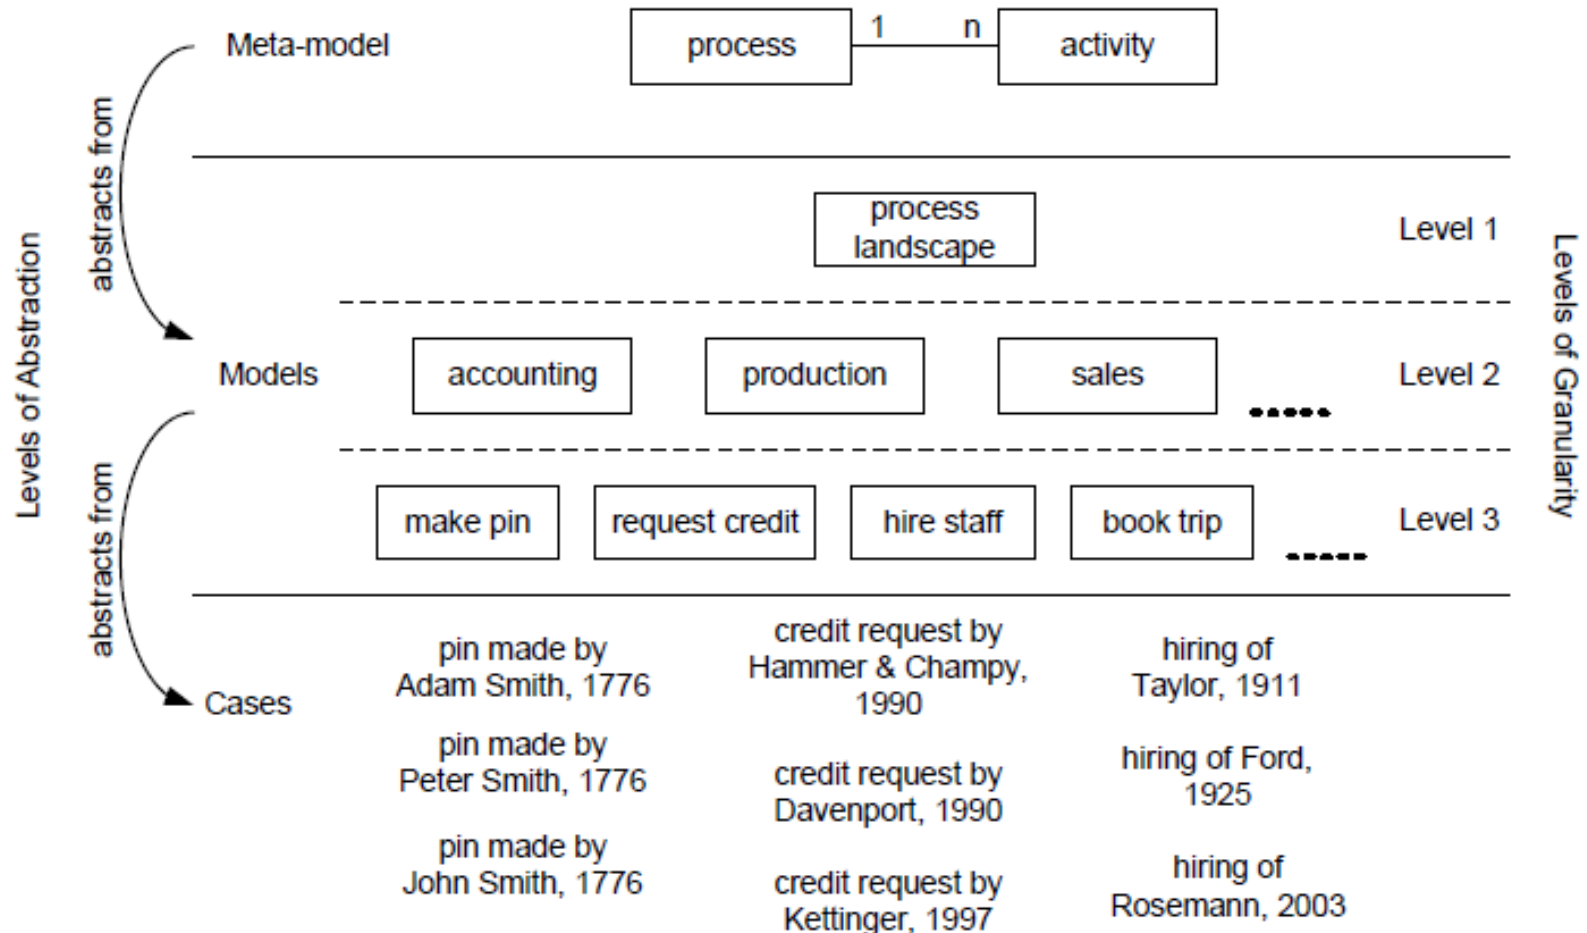 Meta-model
process
1
n
activity
abstracts from
Levels of Abstraction
process
landscape
Level 1
Levels of Granularity
Models
accounting
production
sales
Level 2
abstracts from
make pin
request credit
hire staff
book trip
Level 3
Cases
pin made by
Adam Smith, 1776
credit request by
Hammer & Champy,
1990
hiring of
Taylor, 1911
pin made by
Peter Smith, 1776
credit request by
Davenport, 1990
hiring of Ford,
1925
pin made by
John Smith, 1776
credit request by
Kettinger, 1997
hiring of
Rosemann, 2003